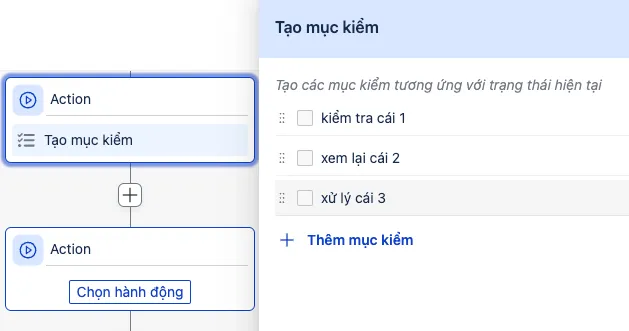 Action
Tạo mục kiểm
Action
Chọn hành động
Tạo mục kiểm
Tạo các mục kiểm tương ứng với trạng thái hiện tại
kiểm tra cái 1
xem lại cái 2
xử lý cái 3
Thêm mục kiểm